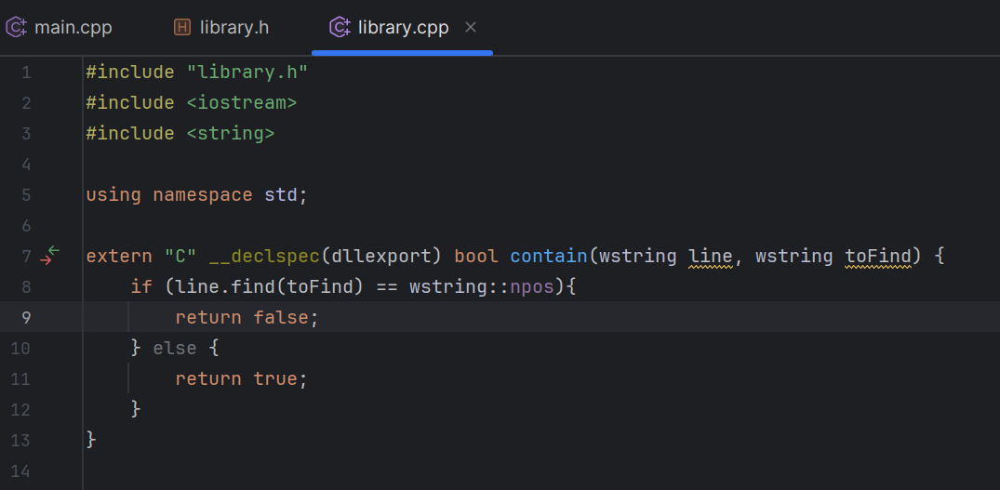 main.cpp library.h library.cpp
1 #include "library.h"
2 #include <iostream>
3 #include <string>
4
5 using namespace std;
6
7 extern "C" __declspec(dllexport) bool contain(wstring line, wstring toFind) {
8     if (line.find(toFind) == wstring::npos){
9         return false;
10     } else {
11         return true;
12     }
13 }
14